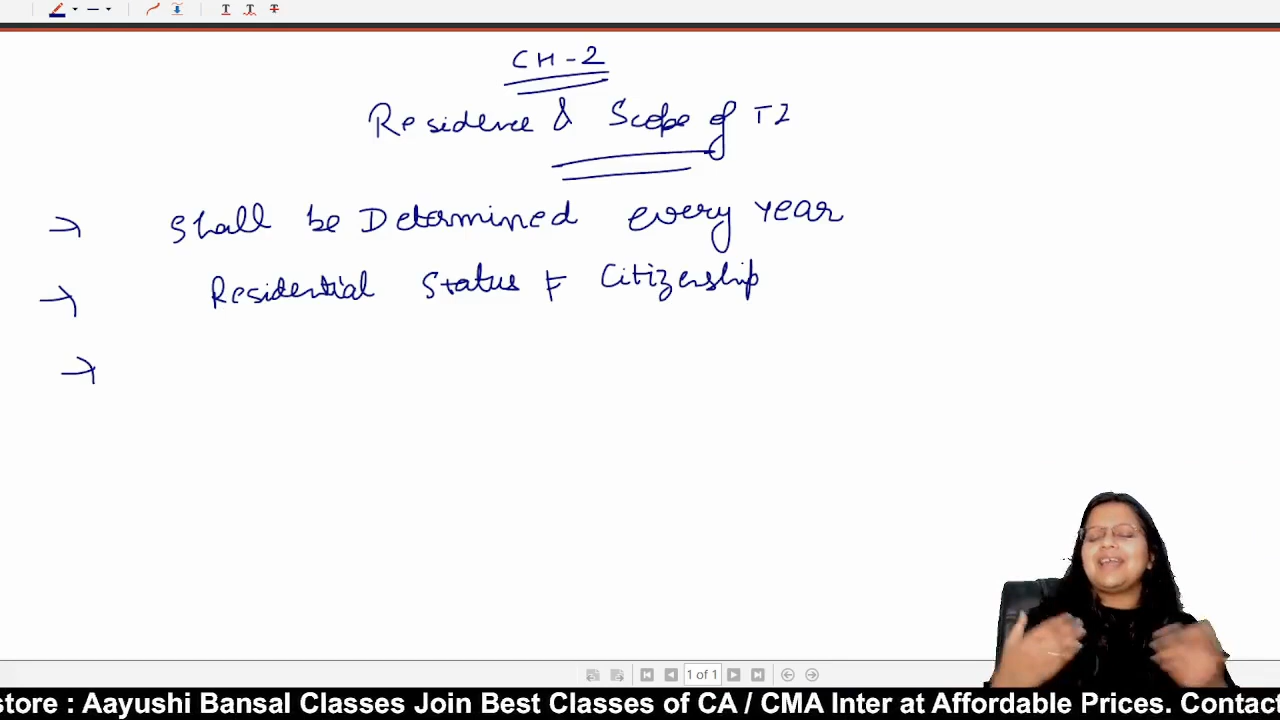 CH-2
Residence & Scope of TI
→ Shall be Determined every year
→ Residential Status ≠ Citizenship
→
1 of 1
store : Aayushi Bansal Classes Join Best Classes of CA / CMA Inter at Affordable Prices. Contact